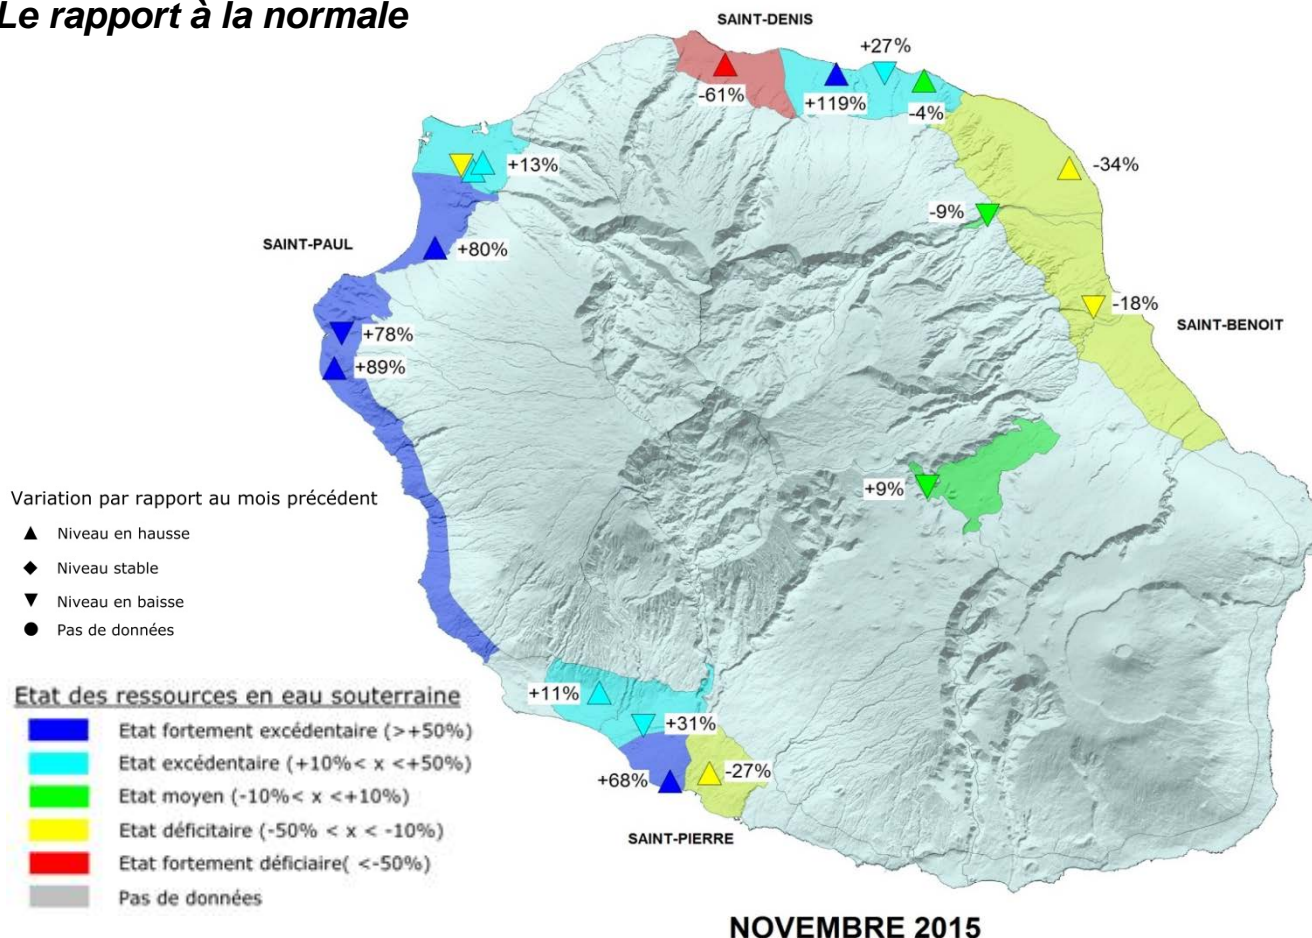 Le rapport à la normale
SAINT-DENIS
+27%
-61%
+119%
-4%
+13%
-34%
-9%
SAINT-PAUL
+80%
-18%
SAINT-BENOIT
+78%
+89%
+9%
Variation par rapport au mois précédent
Niveau en hausse
Niveau stable
Niveau en baisse
Pas de données
Etat des ressources en eau souterraine
Etat fortement excédentaire (>+50%)
Etat excédentaire (+10%< x <+50%)
Etat moyen (-10%< x <+10%)
Etat déficitaire (-50% < x < -10%)
Etat fortement déficiaire( <-50%)
Pas de données
+11%
+31%
+68%
-27%
SAINT-PIERRE
NOVEMBRE 2015